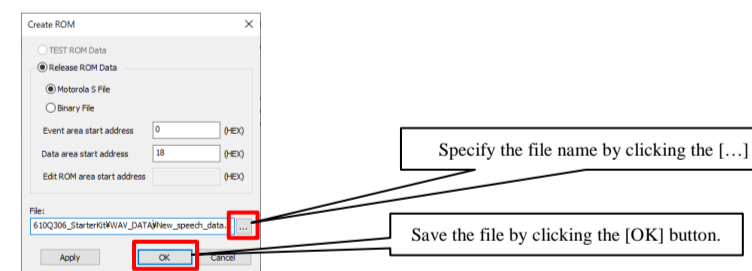 Create ROM
TEST ROM Data
Release ROM Data
Motorola S File
Binary File
Event area start address 0 (HEX)
Data area start address 18 (HEX)
Edit ROM area start address (HEX)
File:
610Q306_StarterKit¥WAV_DATA¥New_speech_data. ...
Apply OK Cancel
Specify the file name by clicking the […]
Save the file by clicking the [OK] button.